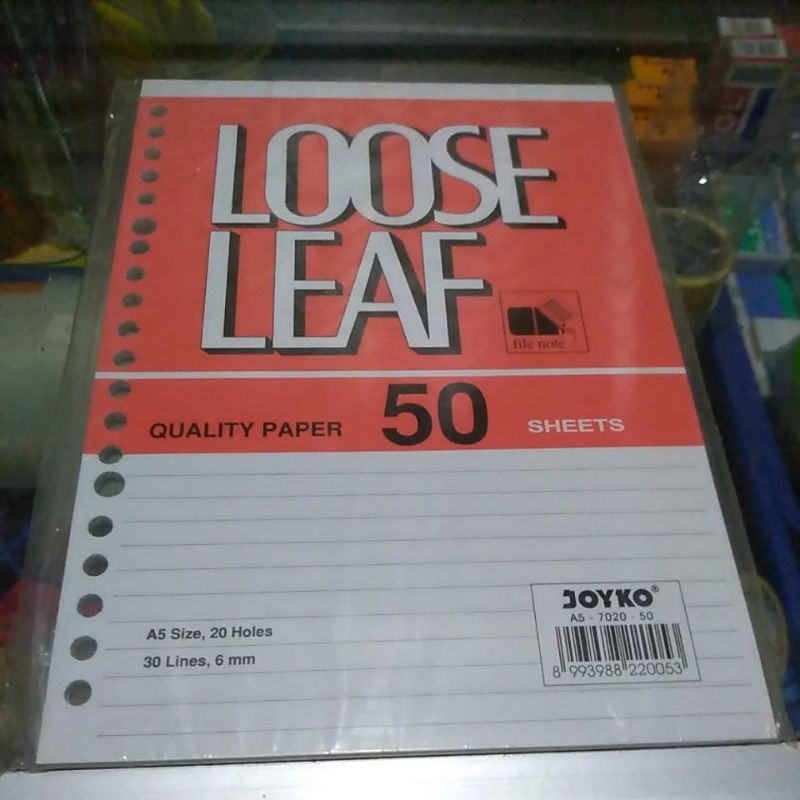 LOOSE
LEAF
file note
QUALITY PAPER 50 SHEETS
A5 Size, 20 Holes
30 Lines, 6 mm
JOYKO®
A5 - 7020 - 50
8 993988 220053